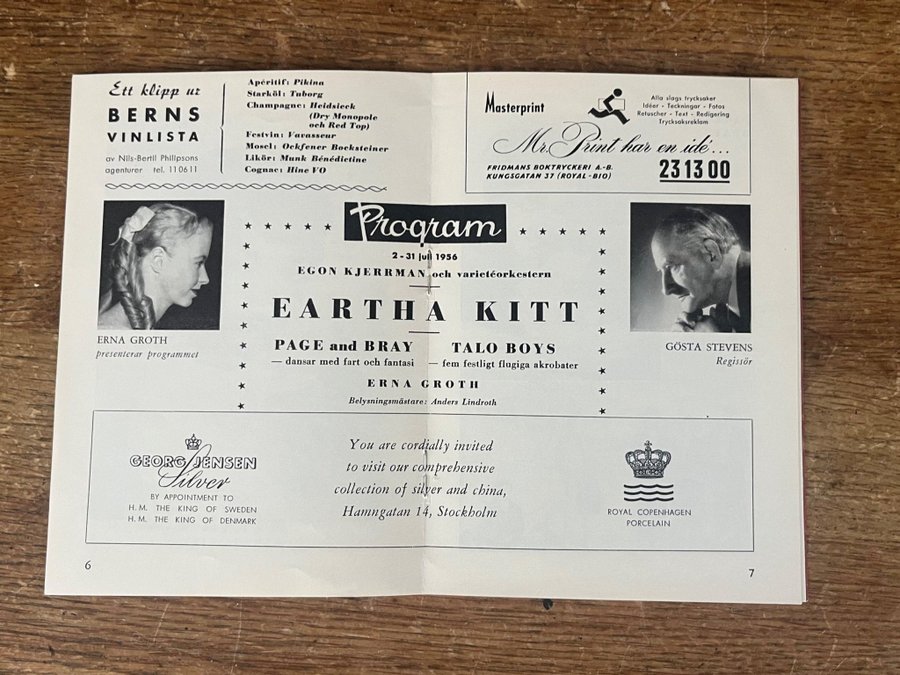 Ett klipp ur
BERNS
VINLISTA
av Nils-Bertil Philipsons
agenturer tel. 110611
Apéritif: Pikina
Starköl: Tuborg
Champagne: Heidsieck
(Dry Monopole
och Red Top)
Festvin: Varasseur
Mosel: Ockfener Bocksteiner
Likör: Munk Bénédictine
Cognac: Hine VO
Masterprint
Alla slags trycksaker
Idéer - Teckningar - Fotos
Retuscher - Text - Redigering
Trycksaksreklam
Mr. Print har en idé...
FRIDMANS BOKTRYCKERI A.-B.
KUNGSGATAN 37 (ROYAL-BIO)
23 13 00
Program
2-31 juli 1956
EGON KJERRMAN och varietéorkestern
EARTHA KITT
PAGE and BRAY
— dansar med fart och fantasi
TALO BOYS
— fem festligt flugiga akrobater
ERNA GROTH
Belysningsmästare: Anders Lindroth
ERNA GROTH
presenterar programmet
GÖSTA STEVENS
Regissör
GEORG JENSEN
Silver
BY APPOINTMENT TO
H.M. THE KING OF SWEDEN
H.M. THE KING OF DENMARK
You are cordially invited
to visit our comprehensive
collection of silver and china,
Hamngatan 14, Stockholm
ROYAL COPENHAGEN
PORCELAIN
6
7